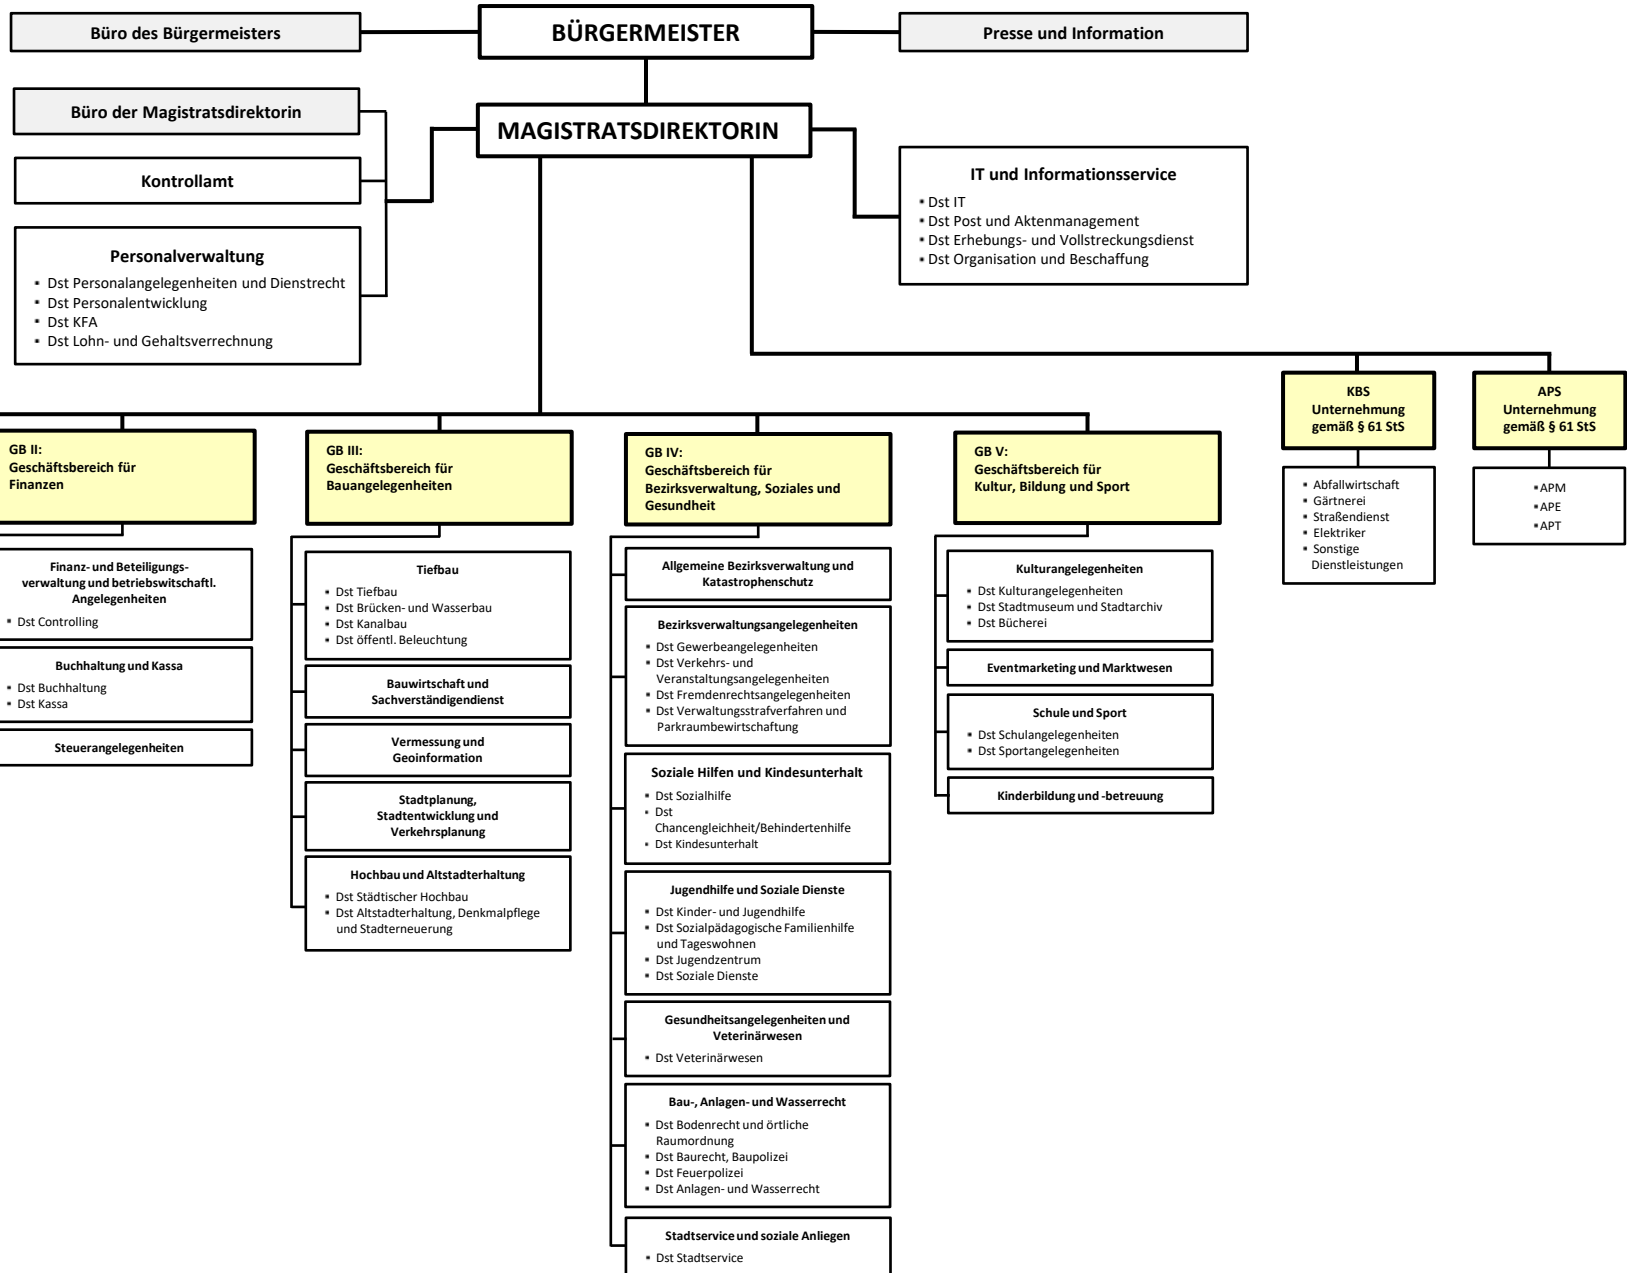 Büro des Bürgermeisters
BÜRGERMEISTER
Presse und Information
Büro der Magistratsdirektorin
MAGISTRATSDIREKTORIN
Kontrollamt
Personalverwaltung
▪ Dst Personalangelegenheiten und Dienstrecht
▪ Dst Personalentwicklung
▪ Dst KFA
▪ Dst Lohn- und Gehaltsverrechnung
IT und Informationsservice
▪ Dst IT
▪ Dst Post und Aktenmanagement
▪ Dst Erhebungs- und Vollstreckungsdienst
▪ Dst Organisation und Beschaffung
KBS
Unternehmung
gemäß § 61 StS
▪ Abfallwirtschaft
▪ Gärtnerei
▪ Straßendienst
▪ Elektriker
▪ Sonstige
Dienstleistungen
APS
Unternehmung
gemäß § 61 StS
▪ APM
▪ APE
▪ APT
GB II:
Geschäftsbereich für
Finanzen
Finanz- und Beteiligungs-
verwaltung und betriebswitschaftl.
Angelegenheiten
▪ Dst Controlling
Buchhaltung und Kassa
▪ Dst Buchhaltung
▪ Dst Kassa
Steuerangelegenheiten
GB III:
Geschäftsbereich für
Bauangelegenheiten
Tiefbau
▪ Dst Tiefbau
▪ Dst Brücken- und Wasserbau
▪ Dst Kanalbau
▪ Dst öffentl. Beleuchtung
Bauwirtschaft und
Sachverständigendienst
Vermessung und
Geoinformation
Stadtplanung,
Stadtentwicklung und
Verkehrsplanung
Hochbau und Altstadterhaltung
▪ Dst Städtischer Hochbau
▪ Dst Altstadterhaltung, Denkmalpflege
und Stadterneuerung
GB IV:
Geschäftsbereich für
Bezirksverwaltung, Soziales und
Gesundheit
Allgemeine Bezirksverwaltung und
Katastrophenschutz
Bezirksverwaltungsangelegenheiten
▪ Dst Gewerbeangelegenheiten
▪ Dst Verkehrs- und
Veranstaltungsangelegenheiten
▪ Dst Fremdenrechtsangelegenheiten
▪ Dst Verwaltungsstrafverfahren und
Parkraumbewirtschaftung
Soziale Hilfen und Kindesunterhalt
▪ Dst Sozialhilfe
▪ Dst
Chancengleichheit/Behindertenhilfe
▪ Dst Kindesunterhalt
Jugendhilfe und Soziale Dienste
▪ Dst Kinder- und Jugendhilfe
▪ Dst Sozialpädagogische Familienhilfe
und Tageswohnen
▪ Dst Jugendzentrum
▪ Dst Soziale Dienste
Gesundheitsangelegenheiten und
Veterinärwesen
▪ Dst Veterinärwesen
Bau-, Anlagen- und Wasserrecht
▪ Dst Bodenrecht und örtliche
Raumordnung
▪ Dst Baurecht, Baupolizei
▪ Dst Feuerpolizei
▪ Dst Anlagen- und Wasserrecht
Stadtservice und soziale Anliegen
▪ Dst Stadtservice
GB V:
Geschäftsbereich für
Kultur, Bildung und Sport
Kulturangelegenheiten
▪ Dst Kulturangelegenheiten
▪ Dst Stadtmuseum und Stadtarchiv
▪ Dst Bücherei
Eventmarketing und Marktwesen
Schule und Sport
▪ Dst Schulangelegenheiten
▪ Dst Sportangelegenheiten
Kinderbildung und -betreuung